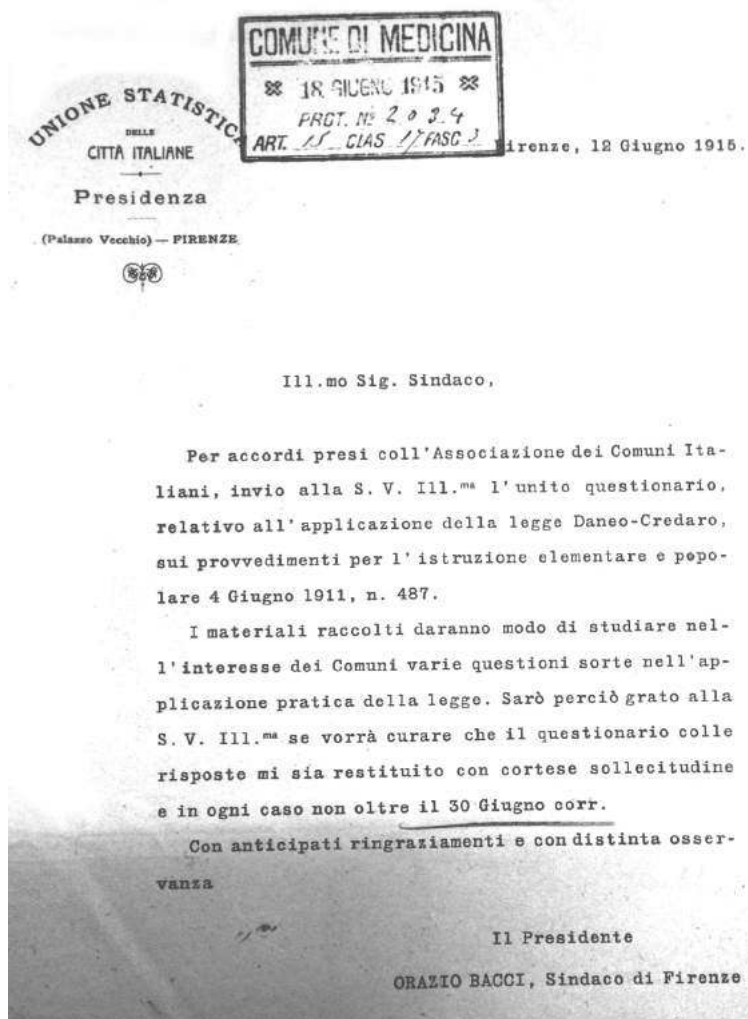 COMUNE DI MEDICINA
18 GIUGNO 1915
PROT. Nº 2034
ART. 15 CLAS 17 FASC 3
UNIONE STATISTICA
DELLE
CITTÀ ITALIANE
Presidenza
(Palazzo Vecchio) — FIRENZE
irenze, 12 Giugno 1915.
Ill.mo Sig. Sindaco,
Per accordi presi coll'Associazione dei Comuni Ita-
liani, invio alla S. V. Ill.ma l'unito questionario,
relativo all'applicazione della legge Daneo-Credaro,
sui provvedimenti per l'istruzione elementare e popo-
lare 4 Giugno 1911, n. 487.
I materiali raccolti daranno modo di studiare nel-
l'interesse dei Comuni varie questioni sorte nell'ap-
plicazione pratica della legge. Sarò perciò grato alla
S. V. Ill.ma se vorrà curare che il questionario colle
risposte mi sia restituito con cortese sollecitudine
e in ogni caso non oltre il 30 Giugno corr.
Con anticipati ringraziamenti e con distinta osser-
vanza
Il Presidente
ORAZIO BACCI, Sindaco di Firenze